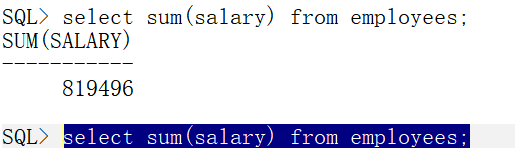 SQL> select sum(salary) from employees;
SUM(SALARY)
-----------
     819496
SQL> select sum(salary) from employees;